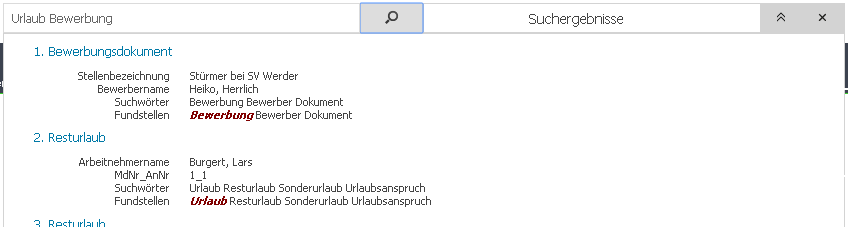 Urlaub Bewerbung Suchergebnisse
1. Bewerbungsdokument
Stellenbezeichnung Stürmer bei SV Werder
Bewerbername Heiko, Herrlich
Suchwörter Bewerbung Bewerber Dokument
Fundstellen Bewerbung Bewerber Dokument
2. Resturlaub
Arbeitnehmername Burgert, Lars
MdNr_AnNr 1_1
Suchwörter Urlaub Resturlaub Sonderurlaub Urlaubsanspruch
Fundstellen Urlaub Resturlaub Sonderurlaub Urlaubsanspruch
3. Resturlaub